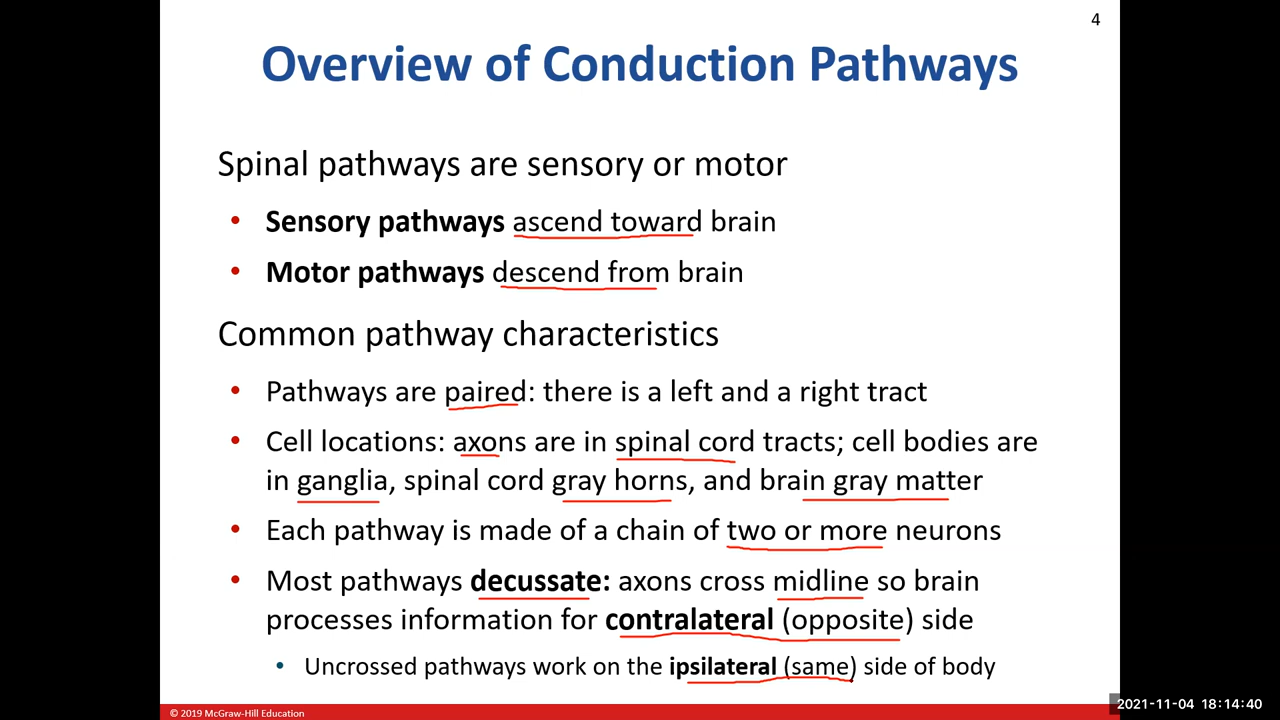 4
Overview of Conduction Pathways
Spinal pathways are sensory or motor
• Sensory pathways ascend toward brain
• Motor pathways descend from brain
Common pathway characteristics
• Pathways are paired: there is a left and a right tract
• Cell locations: axons are in spinal cord tracts; cell bodies are
in ganglia, spinal cord gray horns, and brain gray matter
• Each pathway is made of a chain of two or more neurons
• Most pathways decussate: axons cross midline so brain
processes information for contralateral (opposite) side
• Uncrossed pathways work on the ipsilateral (same) side of body
© 2019 McGraw-Hill Education
2021-11-04 18:14:40